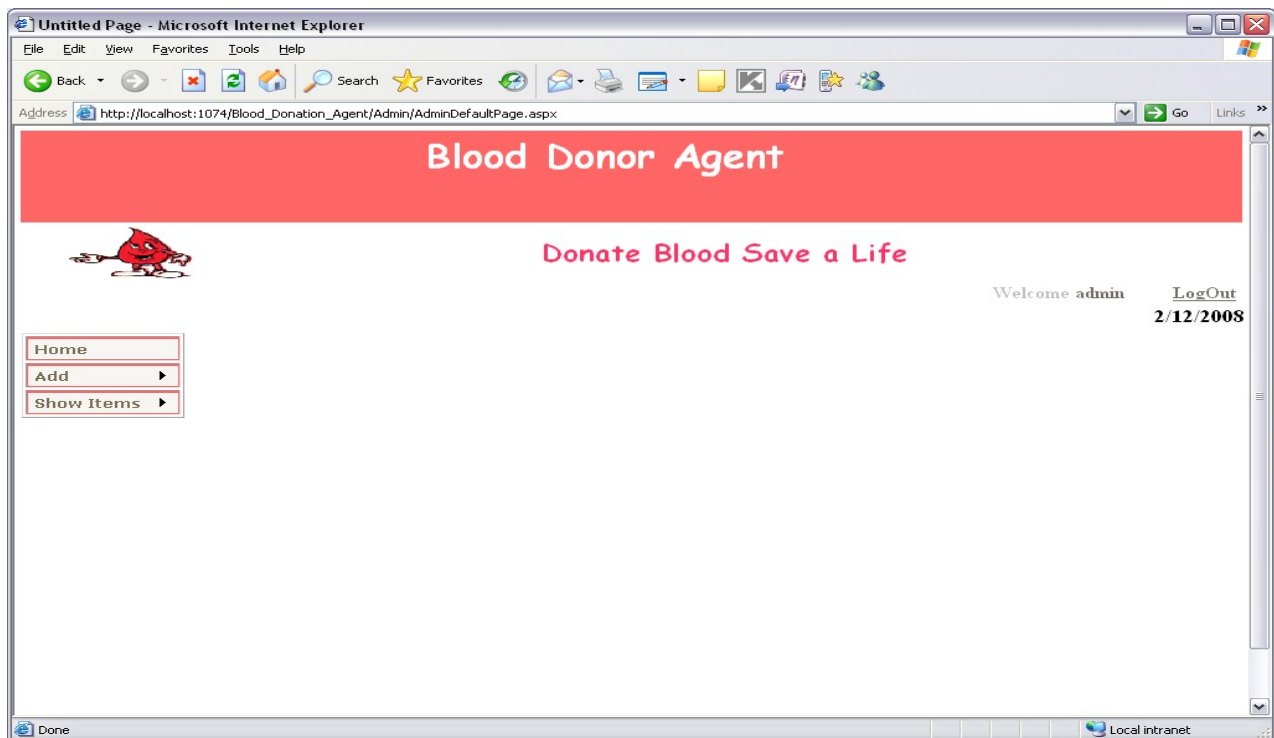 Untitled Page - Microsoft Internet Explorer
File Edit View Favorites Tools Help
Back Search Favorites
Address http://localhost:1074/Blood_Donation_Agent/Admin/AdminDefaultPage.aspx Go Links »
Blood Donor Agent
Donate Blood Save a Life
Welcome admin LogOut
2/12/2008
Home
Add
Show Items
Done Local intranet